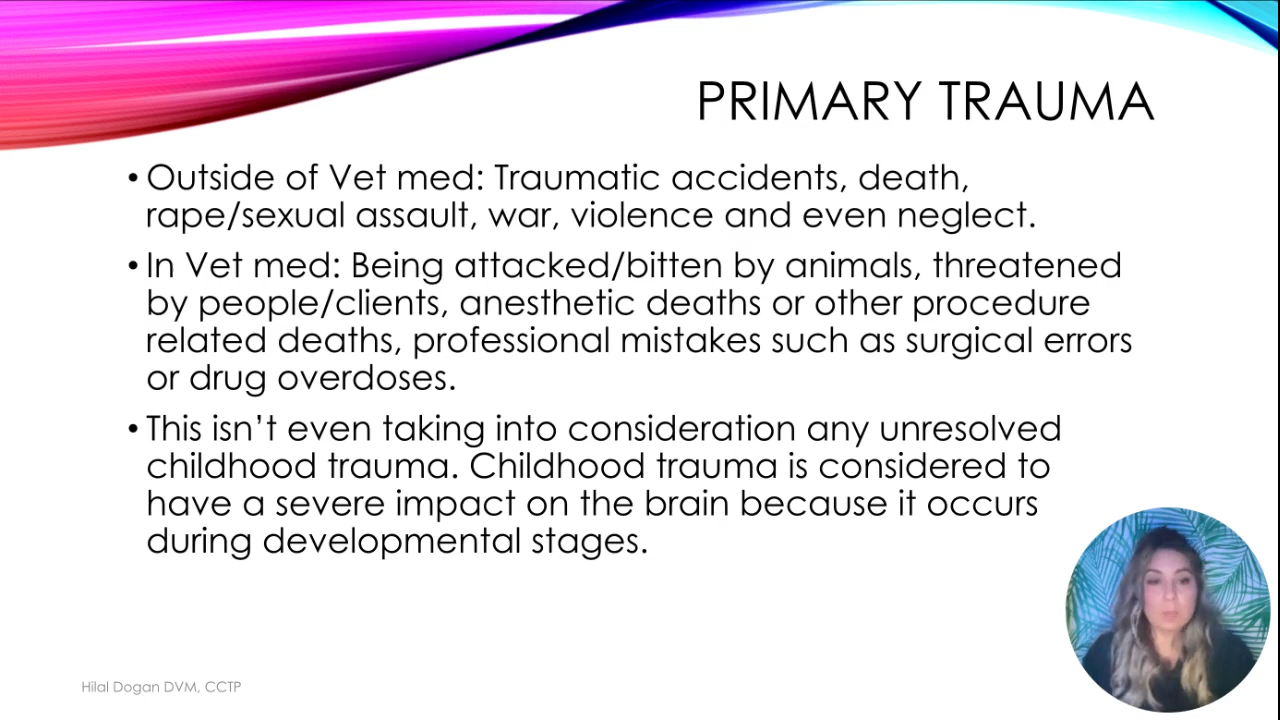 PRIMARY TRAUMA
• Outside of Vet med: Traumatic accidents, death,
rape/sexual assault, war, violence and even neglect.
• In Vet med: Being attacked/bitten by animals, threatened
by people/clients, anesthetic deaths or other procedure
related deaths, professional mistakes such as surgical errors
or drug overdoses.
• This isn’t even taking into consideration any unresolved
childhood trauma. Childhood trauma is considered to
have a severe impact on the brain because it occurs
during developmental stages.
Hilal Dogan DVM, CCTP